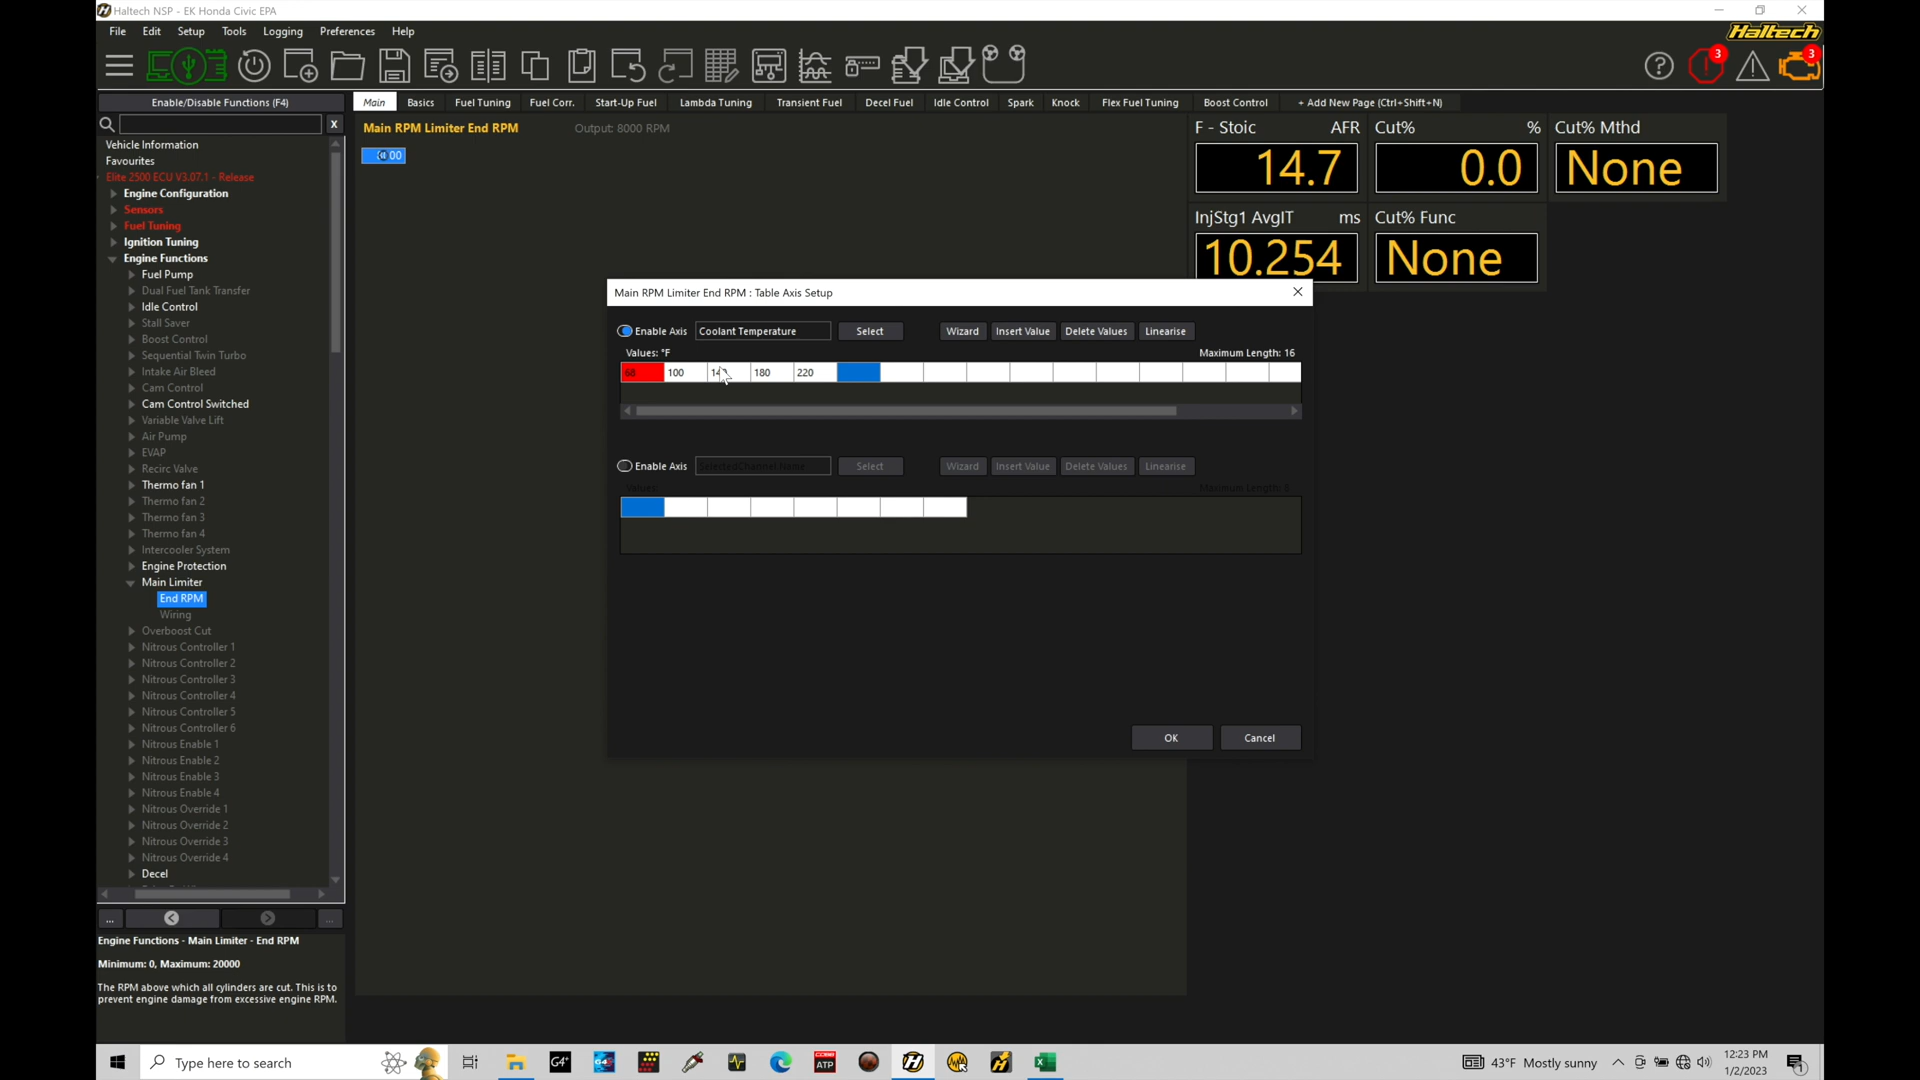 Haltech NSP - EK Honda Civic EPA
File Edit Setup Tools Logging Preferences Help
Haltech
3
3
Enable/Disable Functions (F4)
Main Basics Fuel Tuning Fuel Corr. Start-Up Fuel Lambda Tuning Transient Fuel Decel Fuel Idle Control Spark Knock Flex Fuel Tuning Boost Control + Add New Page (Ctrl+Shift+N)
X
Main RPM Limiter End RPM Output: 8000 RPM
F - Stoic AFR
14.7
Cut% %
0.0
Cut% Mthd
None
InjStg1 AvgIT ms
10.254
Cut% Func
None
Vehicle Information
Favourites
Elite 2500 ECU V3.07.1 - Release
Engine Configuration
Sensors
Fuel Tuning
Ignition Tuning
Engine Functions
Fuel Pump
Dual Fuel Tank Transfer
Idle Control
Stall Saver
Boost Control
Sequential Twin Turbo
Intake Air Bleed
Cam Control
Cam Control Switched
Variable Valve Lift
Air Pump
EVAP
Recirc Valve
Thermo fan 1
Thermo fan 2
Thermo fan 3
Thermo fan 4
Intercooler System
Engine Protection
Main Limiter
End RPM
Wiring
Overboost Cut
Nitrous Controller 1
Nitrous Controller 2
Nitrous Controller 3
Nitrous Controller 4
Nitrous Controller 5
Nitrous Controller 6
Nitrous Enable 1
Nitrous Enable 2
Nitrous Enable 3
Nitrous Enable 4
Nitrous Override 1
Nitrous Override 2
Nitrous Override 3
Nitrous Override 4
Decel
Main RPM Limiter End RPM : Table Axis Setup
Enable Axis Coolant Temperature Select Wizard Insert Value Delete Values Linearise
Values: °F Maximum Length: 16
68 100 180 220
Enable Axis SelectedChannel.Name Select Wizard Insert Value Delete Values Linearise
Values: Maximum Length: 8
OK Cancel
... ...
Engine Functions - Main Limiter - End RPM
Minimum: 0, Maximum: 20000
The RPM above which all cylinders are cut. This is to
prevent engine damage from excessive engine RPM.
Type here to search
G4+
COBB
ATP
43°F Mostly sunny
12:23 PM
1/2/2023
1